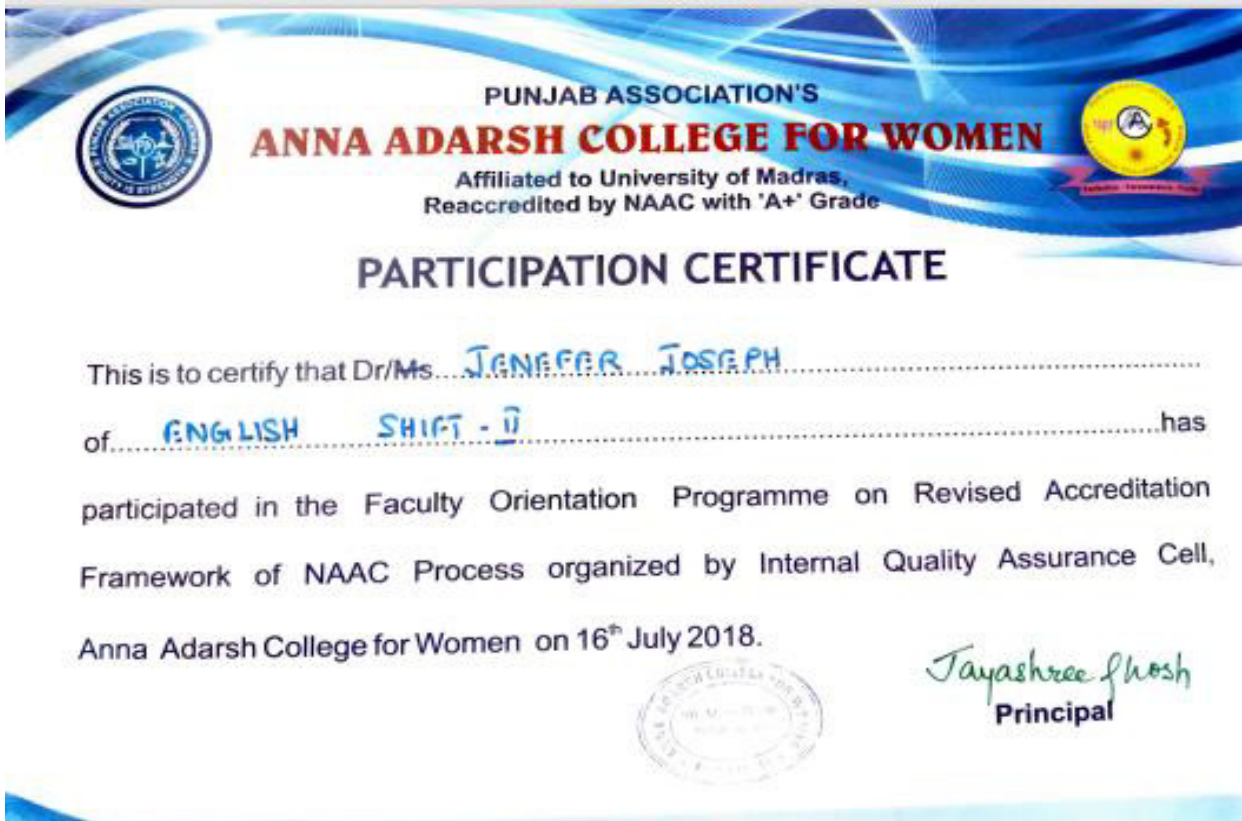 PUNJAB ASSOCIATION'S
ANNA ADARSH COLLEGE FOR WOMEN
Affiliated to University of Madras,
Reaccredited by NAAC with 'A+' Grade
PARTICIPATION CERTIFICATE
This is to certify that Dr/Ms....JENEFER JOSEPH..........
of....ENGLISH SHIFT - II..........has
participated in the Faculty Orientation Programme on Revised Accreditation
Framework of NAAC Process organized by Internal Quality Assurance Cell,
Anna Adarsh College for Women on 16th July 2018.
Jayashree Ghosh
Principal